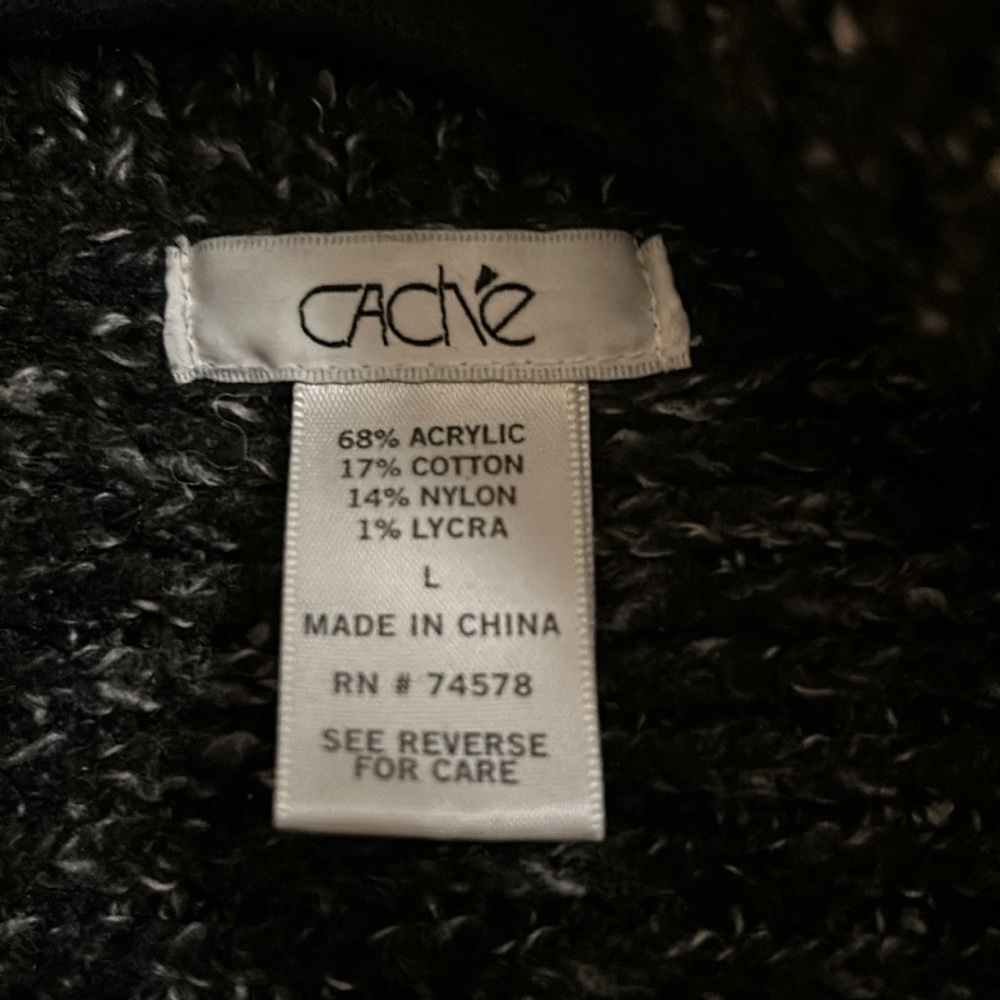 CACHÉ
68% ACRYLIC
17% COTTON
14% NYLON
1% LYCRA
L
MADE IN CHINA
RN # 74578
SEE REVERSE
FOR CARE